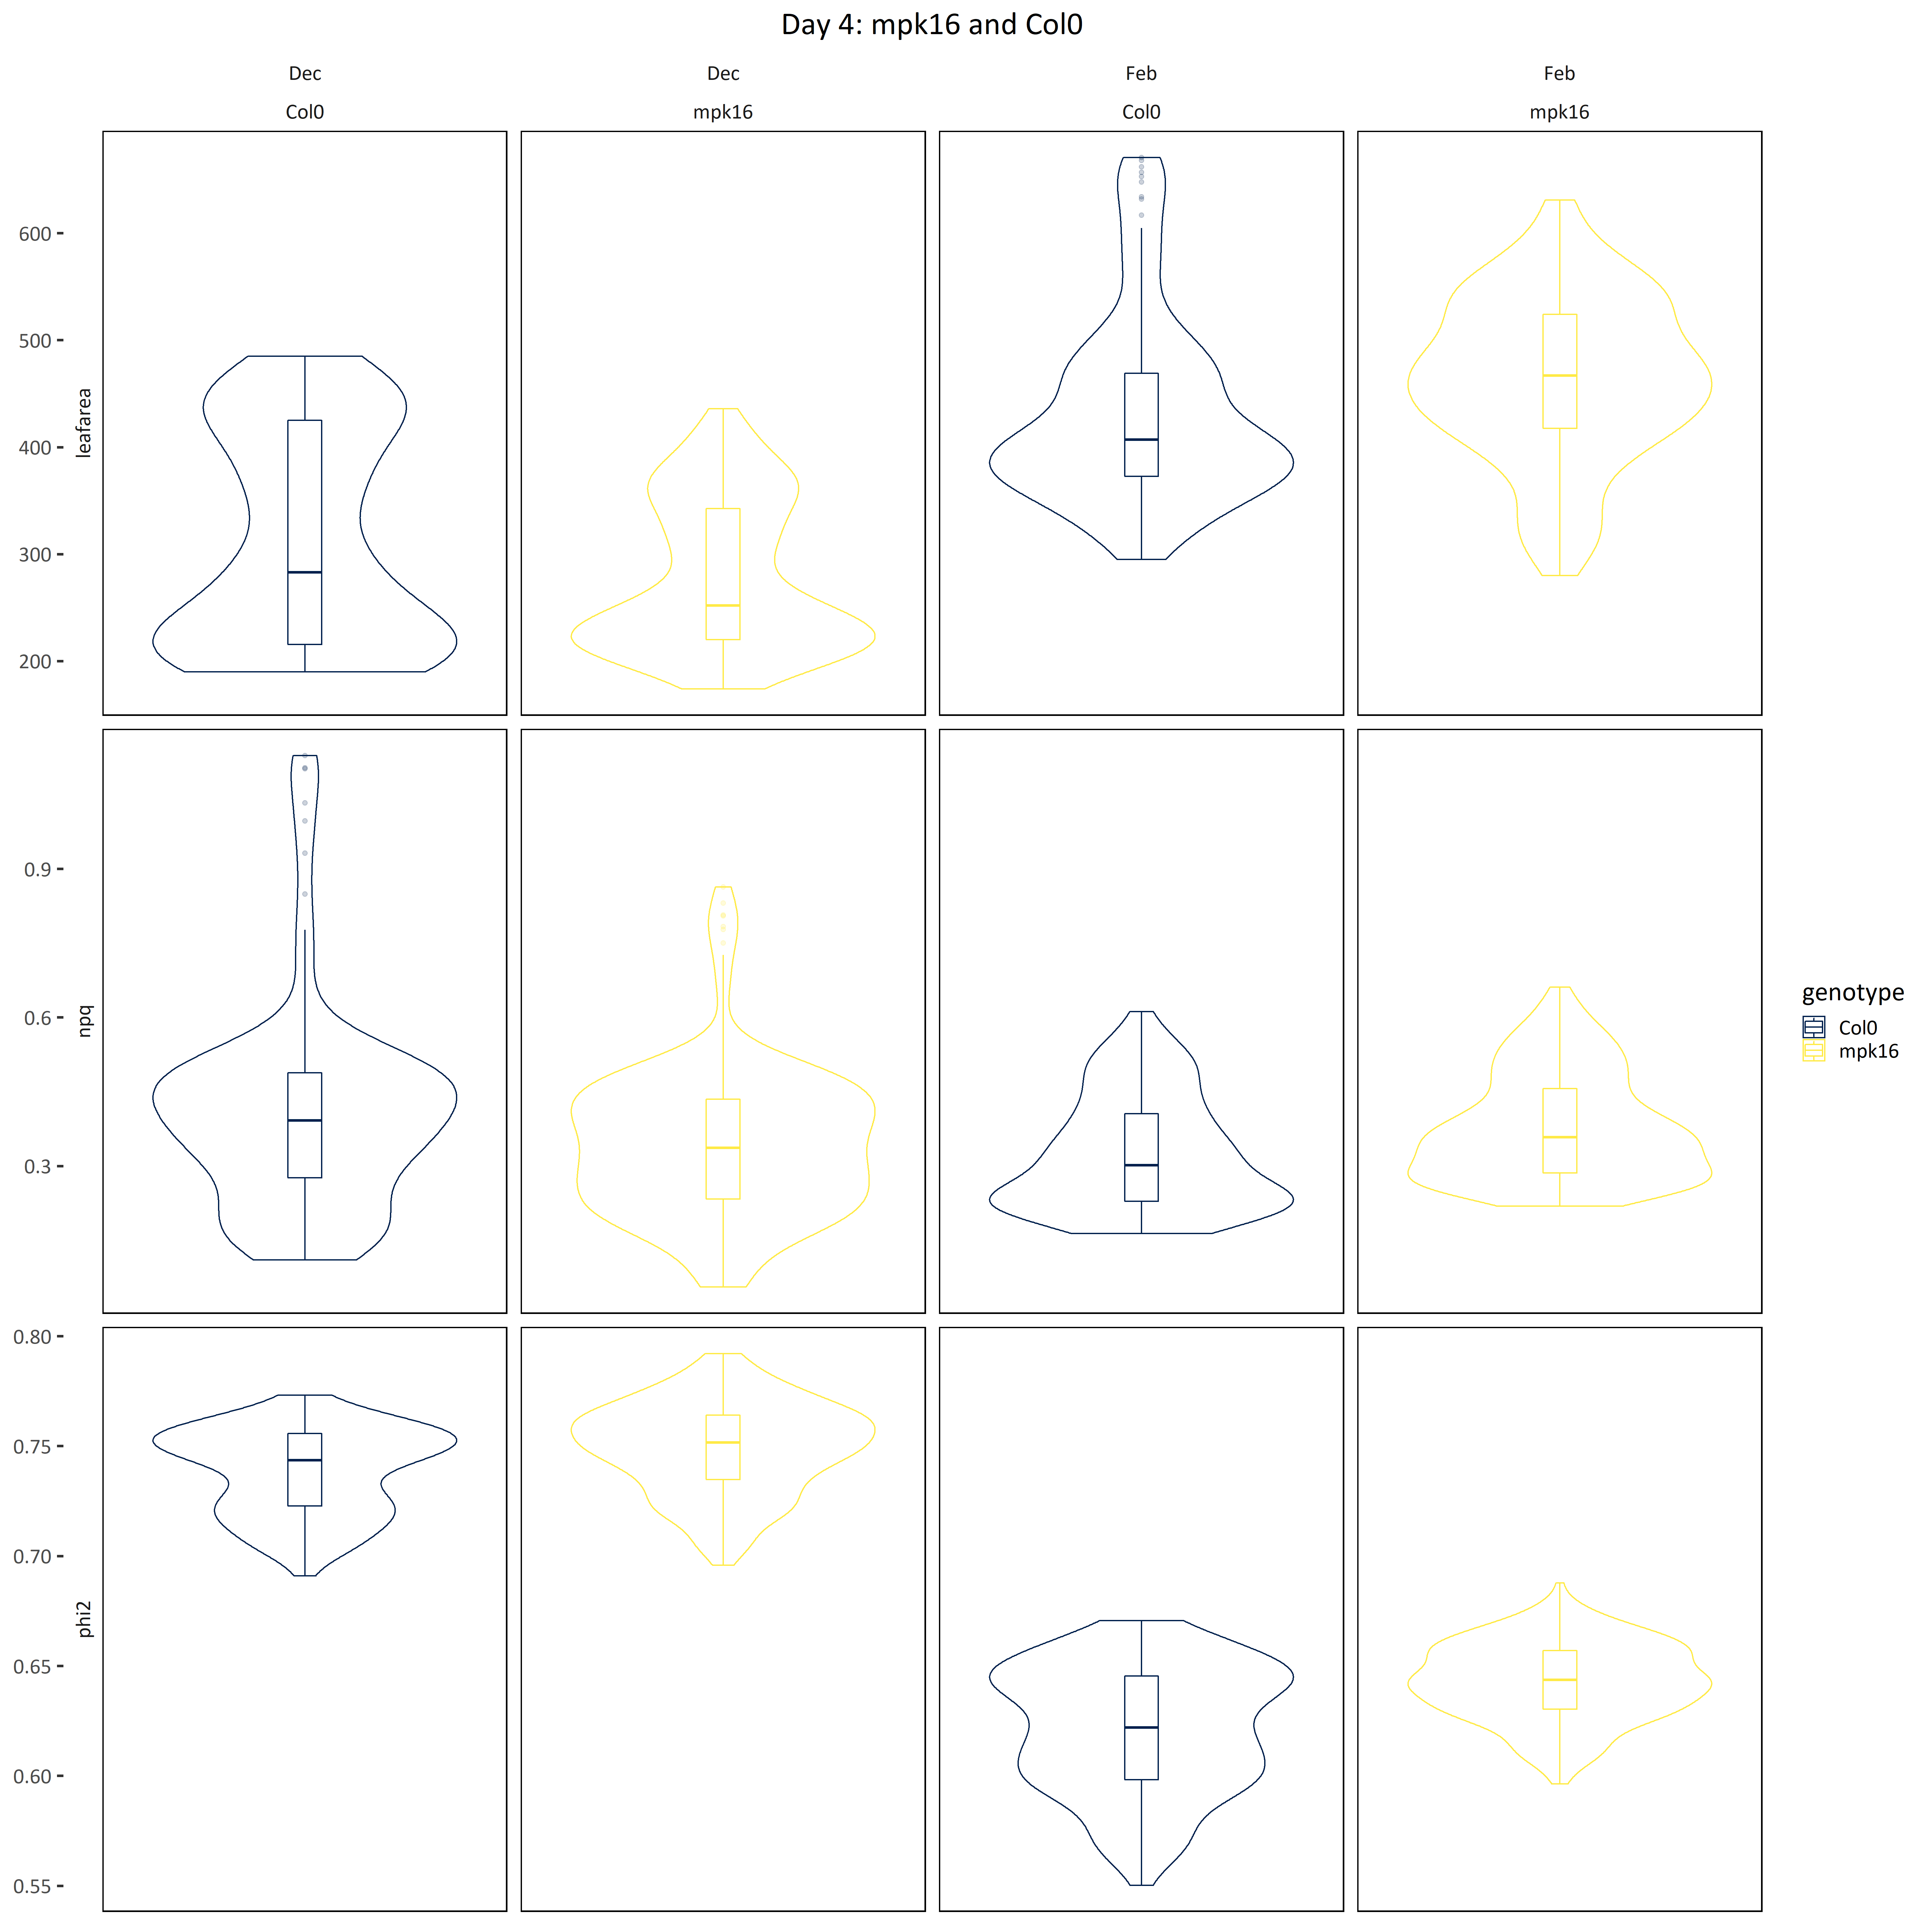 Day 4: mpk16 and Col0
Dec Dec Feb Feb
Col0 mpk16 Col0 mpk16
600
500
400
300
200
leafarea
0.9
0.6
0.3
npq
0.80
0.75
0.70
0.65
0.60
0.55
phi2
genotype
Col0
mpk16